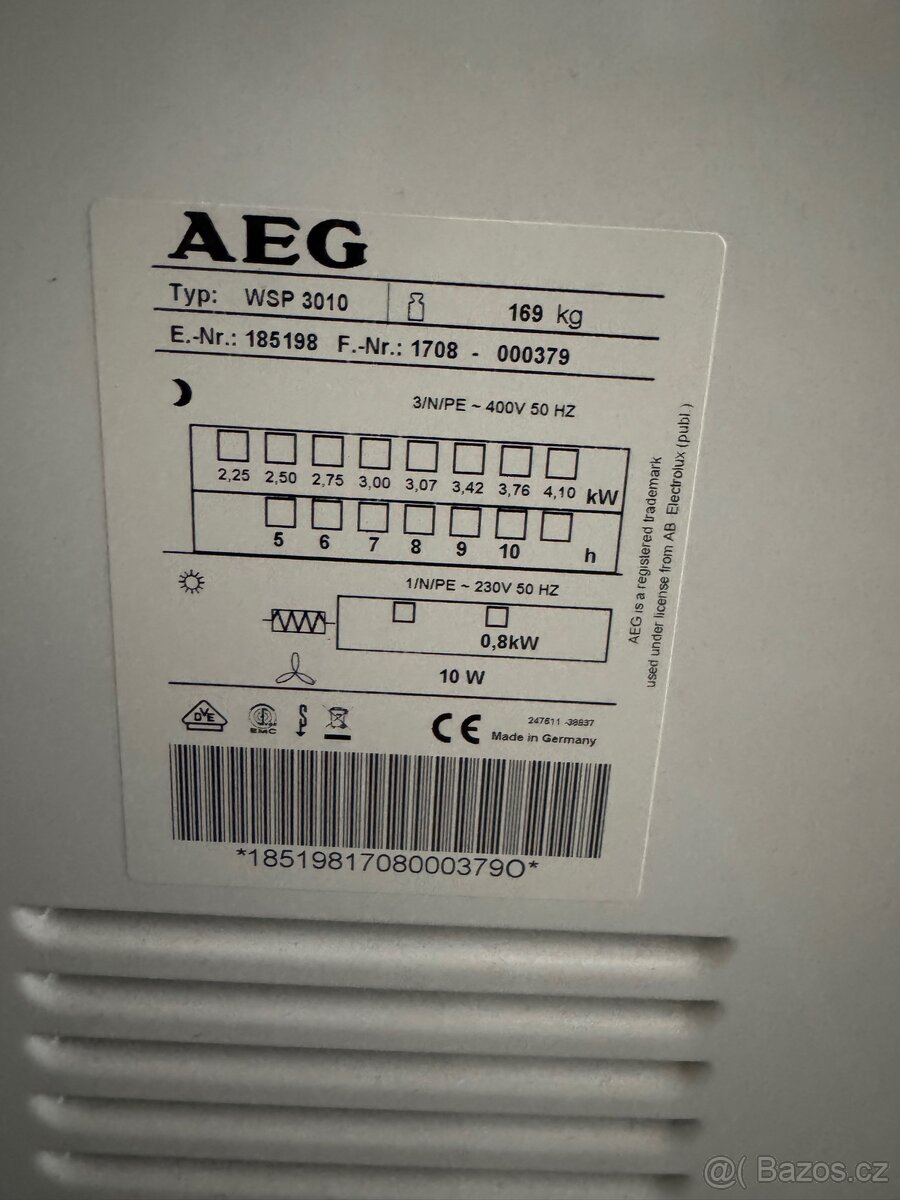 AEG
Typ: WSP 3010 169 kg
E.-Nr.: 185198 F.-Nr.: 1708 - 000379
3/N/PE ~ 400V 50 HZ
2,25 2,50 2,75 3,00 3,07 3,42 3,76 4,10 kW
5 6 7 8 9 10 h
1/N/PE ~ 230V 50 HZ
0,8kW
10 W
DVE
EMC
CE
247611 -38837
Made in Germany
*1851981708000379O*
AEG is a registered trademark
used under license from AB Electrolux (publ.)
@( Bazos.cz